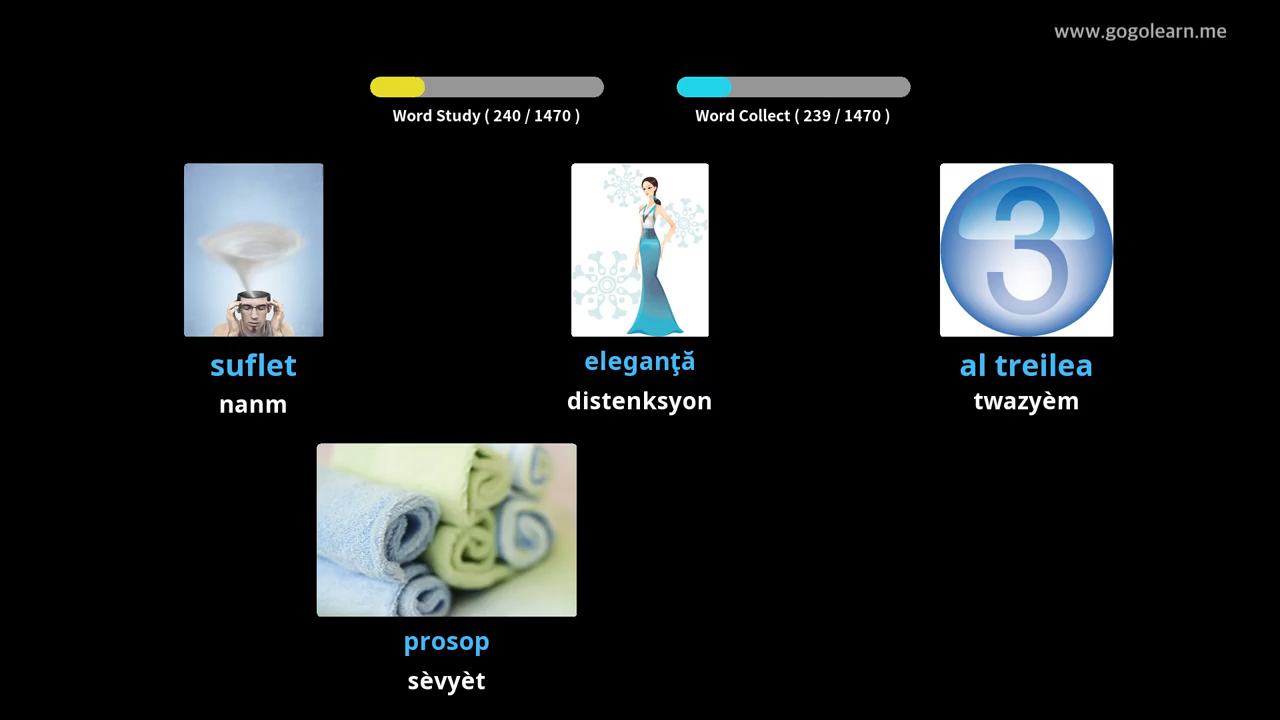 www.gogolearn.me
Word Study ( 240 / 1470 )
Word Collect ( 239 / 1470 )
3
suflet
nanm
eleganţă
distenksyon
al treilea
twazyèm
prosop
sèvyèt